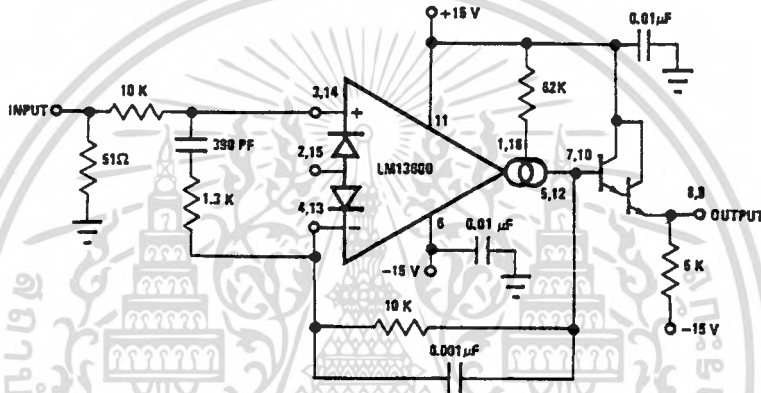 +15 V
0.01 µF
10 K
INPUT
3,14
+
11
62K
51Ω
390 PF
2,15
LM13600
1,16
7,10
1.3 K
4,13
5,12
8,9
OUTPUT
–
6
0.01 µF
–15 V
5 K
10 K
–15 V
0.001 µF